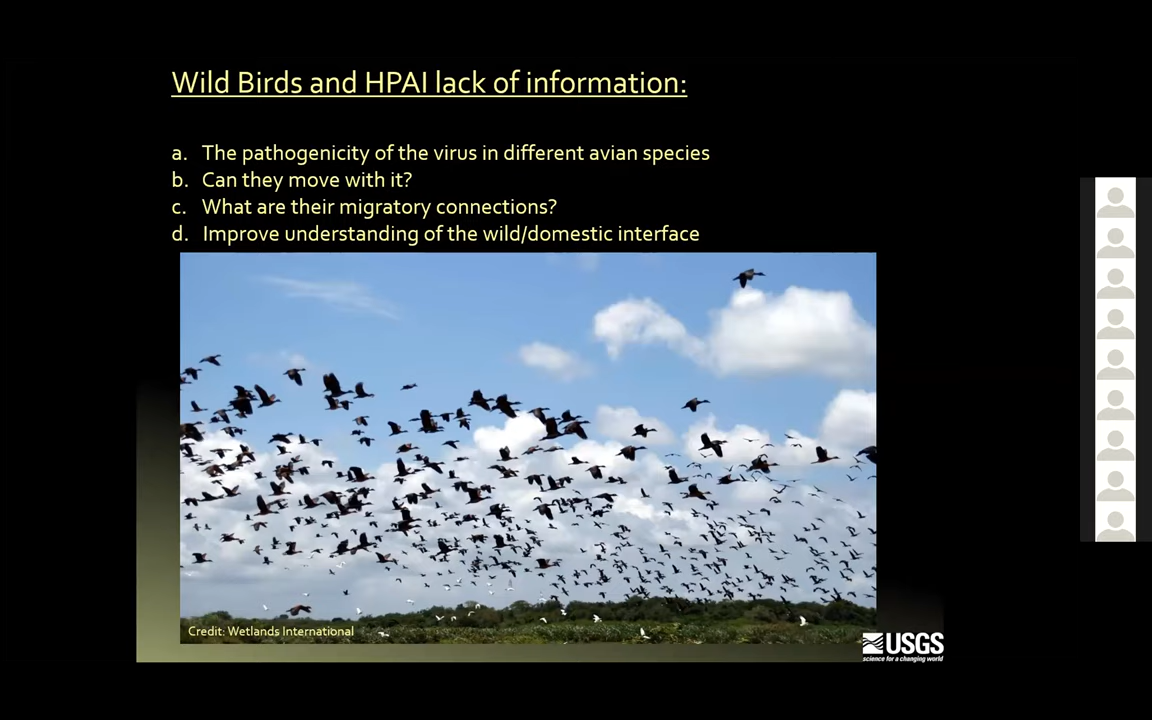 Wild Birds and HPAI lack of information:
a. The pathogenicity of the virus in different avian species
b. Can they move with it?
c. What are their migratory connections?
d. Improve understanding of the wild/domestic interface
Credit: Wetlands International
USGS
science for a changing world